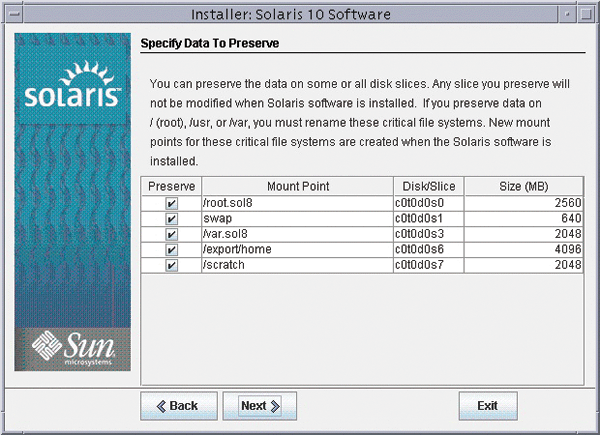 Installer: Solaris 10 Software
Specify Data To Preserve
You can preserve the data on some or all disk slices. Any slice you preserve will
not be modified when Solaris software is installed. If you preserve data on
/ (root), /usr, or /var, you must rename these critical file systems. New mount
points for these critical file systems are created when the Solaris software is
installed.
solaris™
Preserve Mount Point Disk/Slice Size (MB)
/root.sol8 c0t0d0s0 2560
swap c0t0d0s1 640
/var.sol8 c0t0d0s3 2048
/export/home c0t0d0s6 4096
/scratch c0t0d0s7 2048
Sun
microsystems
Back Next Exit